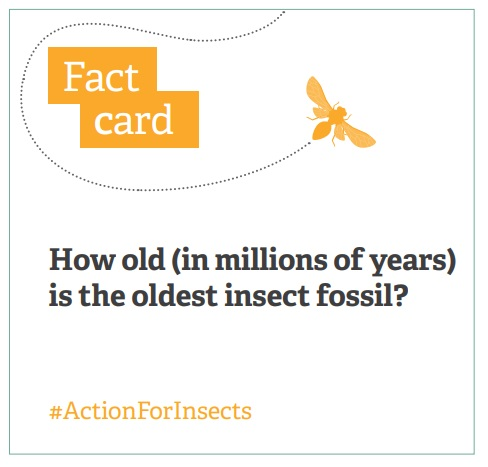 Fact
card
How old (in millions of years)
is the oldest insect fossil?
#ActionForInsects